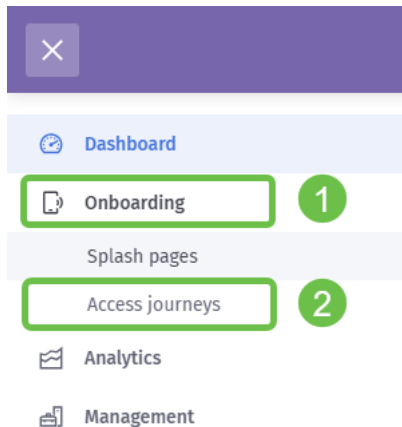 Dashboard
Onboarding 1
Splash pages
Access journeys 2
Analytics
Management